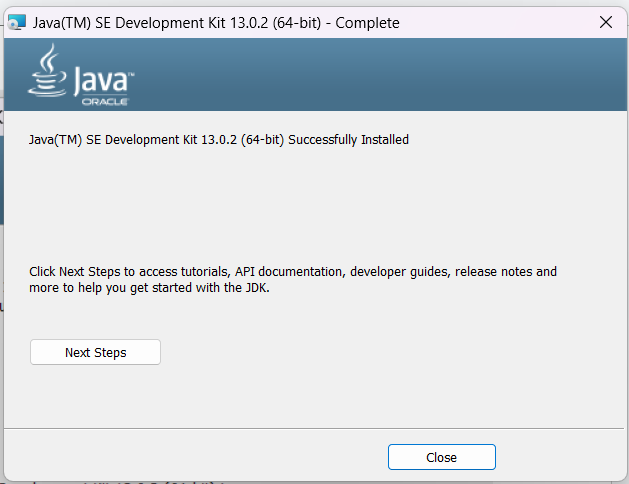 Java(TM) SE Development Kit 13.0.2 (64-bit) - Complete
Java™
ORACLE
Java(TM) SE Development Kit 13.0.2 (64-bit) Successfully Installed
Click Next Steps to access tutorials, API documentation, developer guides, release notes and
more to help you get started with the JDK.
Next Steps
Close